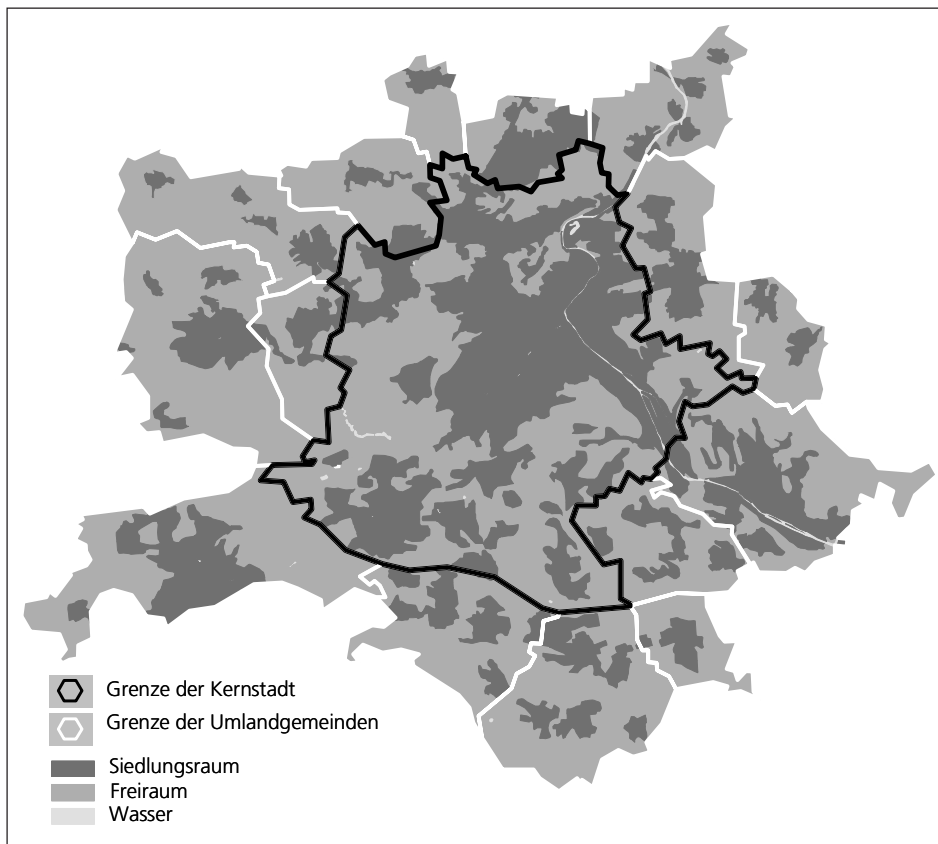 Grenze der Kernstadt
Grenze der Umlandgemeinden
Siedlungsraum
Freiraum
Wasser